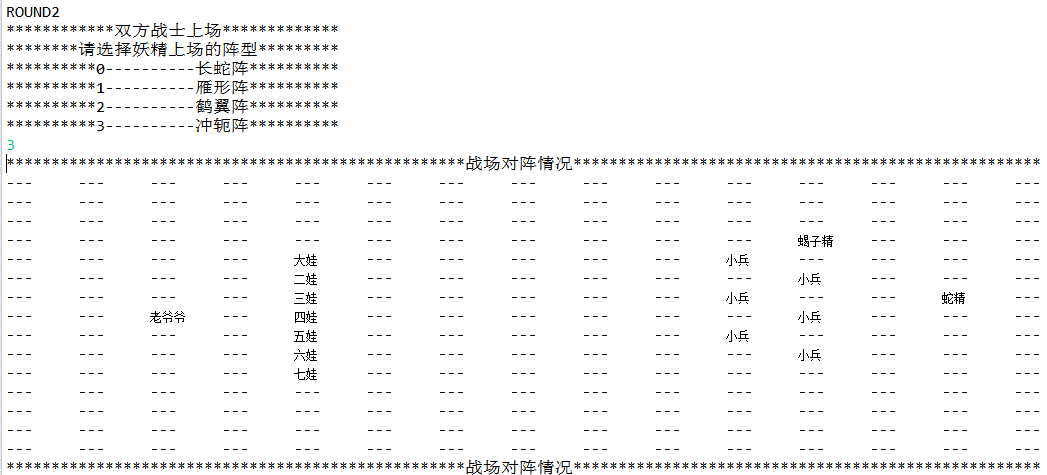 ROUND2
************双方战士上场*************
********请选择妖精上场的阵型*********
**********0----------长蛇阵**********
**********1----------雁形阵**********
**********2----------鹤翼阵**********
**********3----------冲轭阵**********
3
***************************************************战场对阵情况****************************************************
--- --- --- --- --- --- --- --- --- --- --- --- --- --- ---
--- --- --- --- --- --- --- --- --- --- --- --- --- --- ---
--- --- --- --- --- --- --- --- --- --- --- --- --- --- ---
--- --- --- --- --- --- --- --- --- --- --- 蝎子精 --- --- ---
--- --- --- --- 大娃 --- --- --- --- --- 小兵 --- --- --- ---
--- --- --- --- 二娃 --- --- --- --- --- --- 小兵 --- --- ---
--- --- --- --- 三娃 --- --- --- --- --- 小兵 --- --- 蛇精 ---
--- --- 老爷爷 --- 四娃 --- --- --- --- --- --- 小兵 --- --- ---
--- --- --- --- 五娃 --- --- --- --- --- 小兵 --- --- --- ---
--- --- --- --- 六娃 --- --- --- --- --- --- 小兵 --- --- ---
--- --- --- --- 七娃 --- --- --- --- --- --- --- --- --- ---
--- --- --- --- --- --- --- --- --- --- --- --- --- --- ---
--- --- --- --- --- --- --- --- --- --- --- --- --- --- ---
--- --- --- --- --- --- --- --- --- --- --- --- --- --- ---
--- --- --- --- --- --- --- --- --- --- --- --- --- --- ---
***************************************************战场对阵情况****************************************************